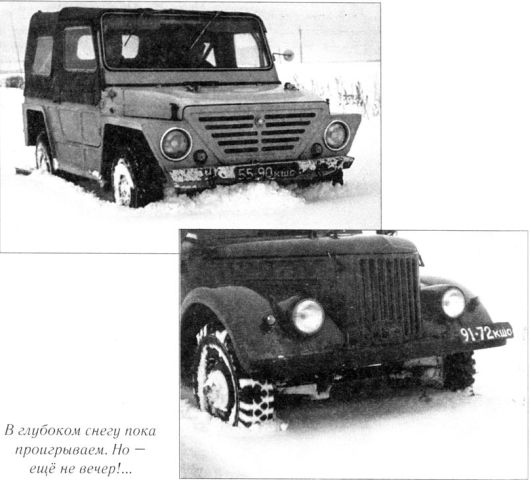 55-90 КШО
91-72 КШО
В глубоком снегу пока
проигрываем. Но —
ещё не вечер!...